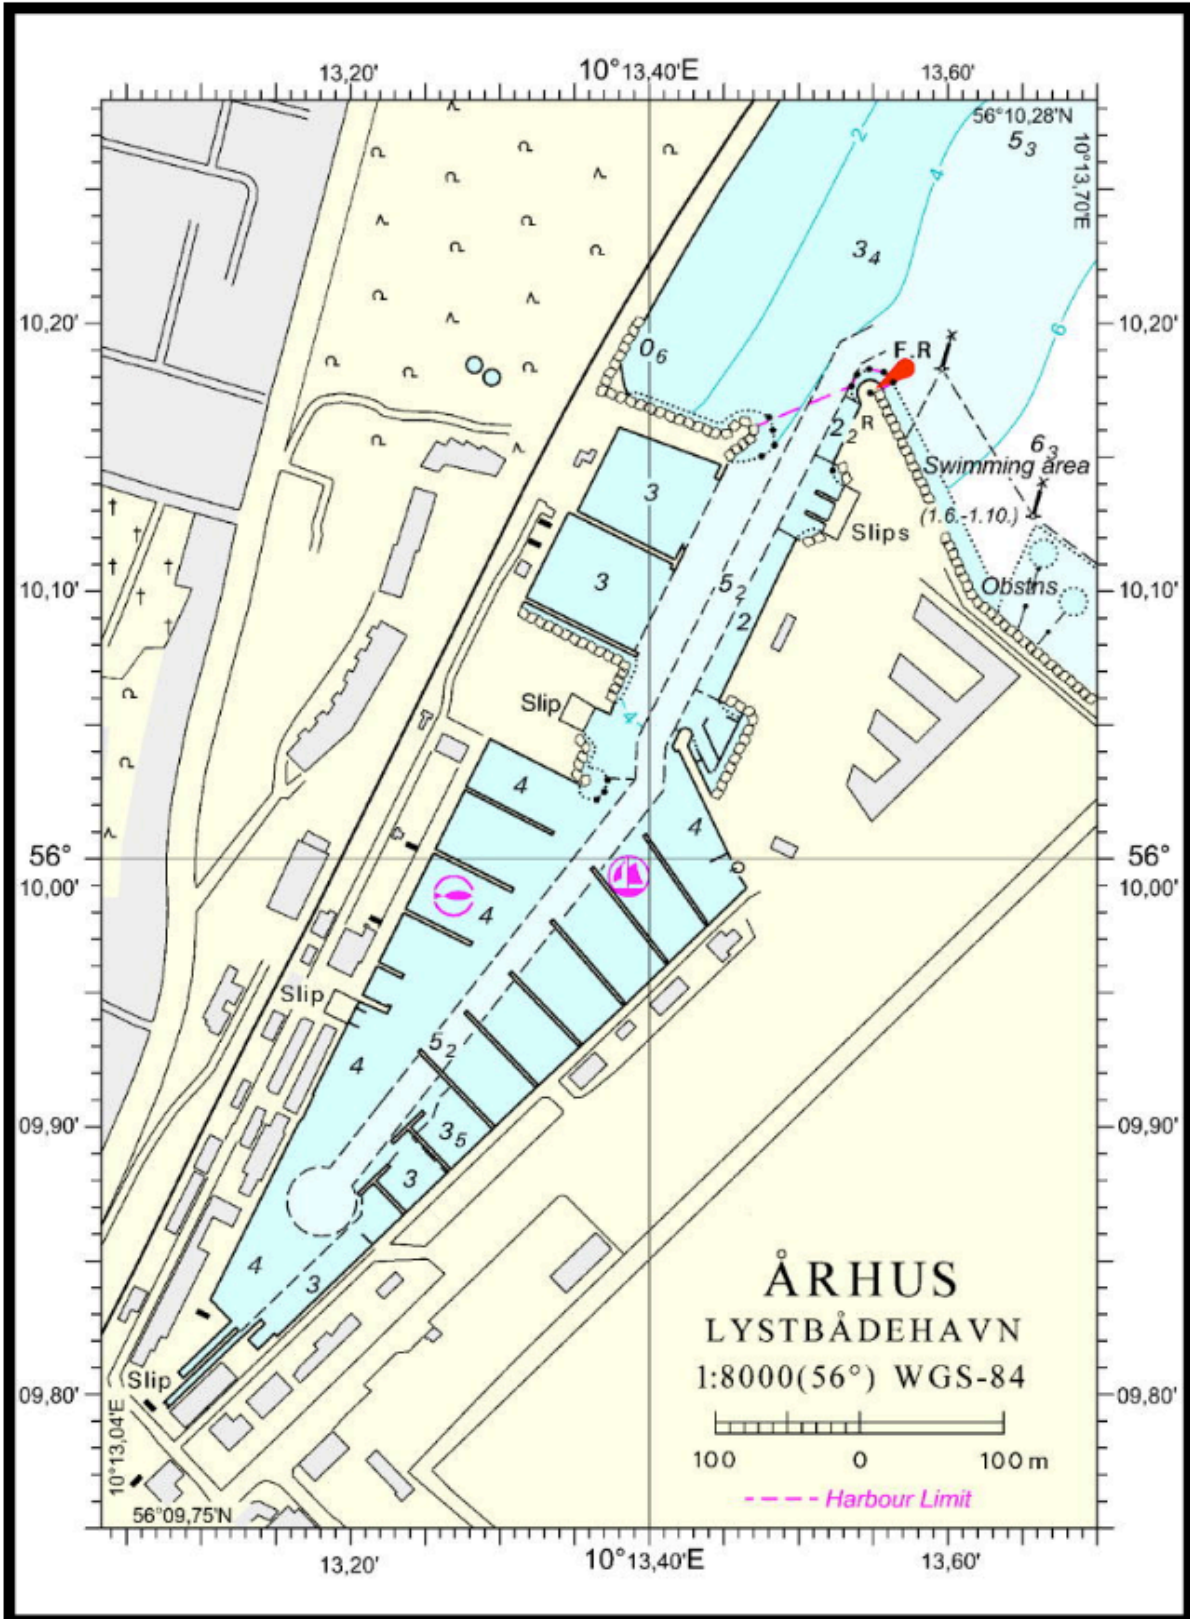 13,20' 10°13,40'E 13,60'
56°10,28'N
10°13,70'E
5₃
2
4
3₄
10,20' 10,20'
6
0₆
F.R
R
2₂
6₃
Swimming area
(1.6.-1.10.)
3
Slips
3
10,10' 10,10'
5₂
Obstns
2
Slip
4
4
4
56° 56°
10,00' 10,00'
4
Slip
5₂
4
09,90' 09,90'
3₅
3
4
3
ÅRHUS
LYSTBÅDEHAVN
1:8000(56°) WGS-84
Slip
09,80' 09,80'
100 0 100 m
10°13,04'E
Harbour Limit
56°09,75'N
13,20' 10°13,40'E 13,60'